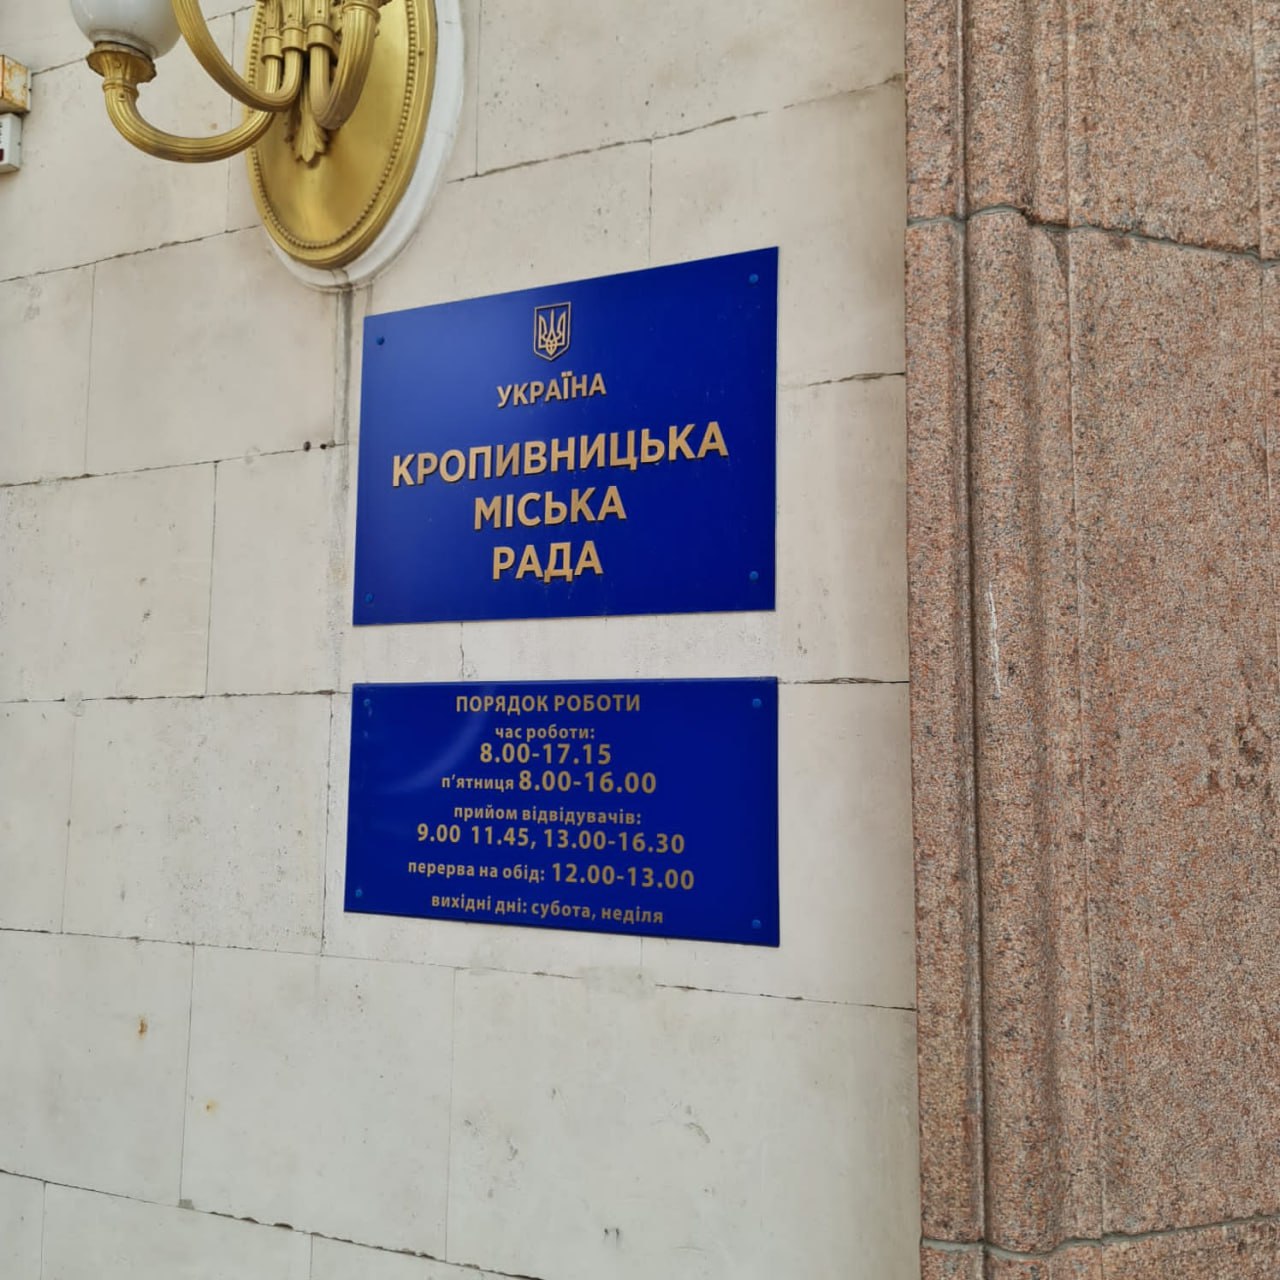 УКРАЇНА
КРОПИВНИЦЬКА
МІСЬКА
РАДА
ПОРЯДОК РОБОТИ
час роботи:
8.00-17.15
п'ятниця 8.00-16.00
прийом відвідувачів:
9.00 11.45, 13.00-16.30
перерва на обід: 12.00-13.00
вихідні дні: субота, неділя